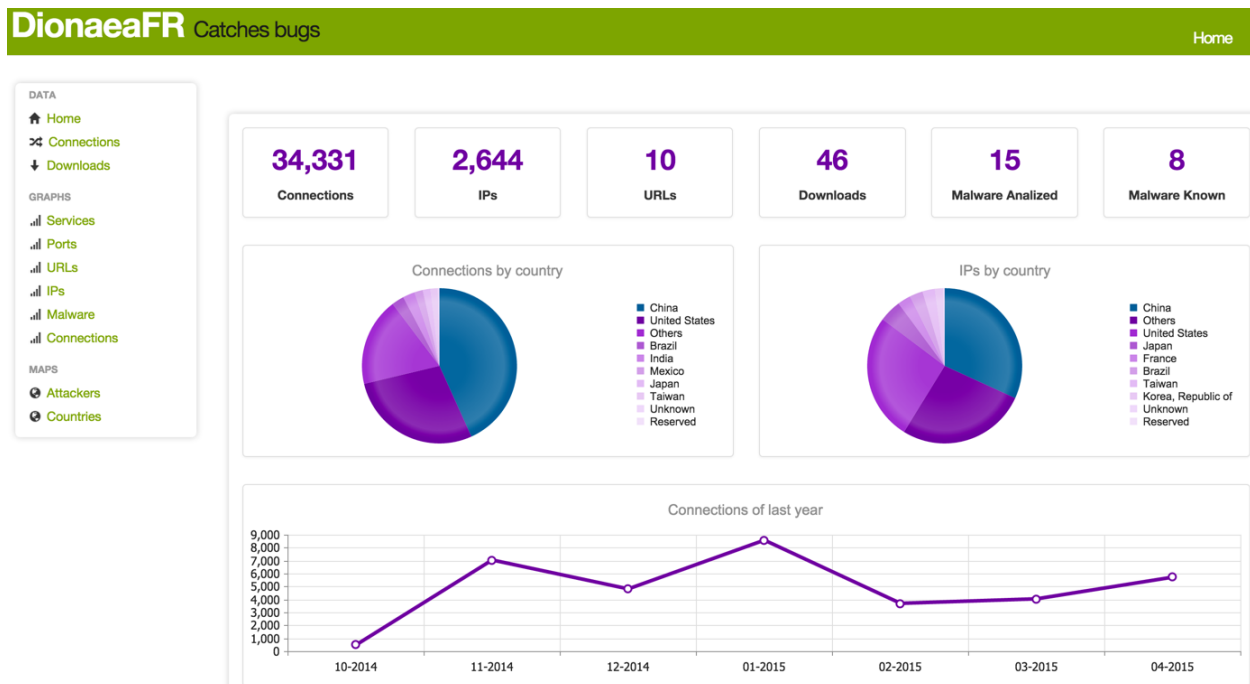 DionaeaFR Catches bugs
Home
DATA
Home
Connections
Downloads
GRAPHS
Services
Ports
URLs
IPs
Malware
Connections
MAPS
Attackers
Countries
34,331
Connections
2,644
IPs
10
URLs
46
Downloads
15
Malware Analized
8
Malware Known
Connections by country
China
United States
Others
Brazil
India
Mexico
Japan
Taiwan
Unknown
Reserved
IPs by country
China
Others
United States
Japan
France
Brazil
Taiwan
Korea, Republic of
Unknown
Reserved
Connections of last year
9,000
8,000
7,000
6,000
5,000
4,000
3,000
2,000
1,000
0
10-2014 11-2014 12-2014 01-2015 02-2015 03-2015 04-2015